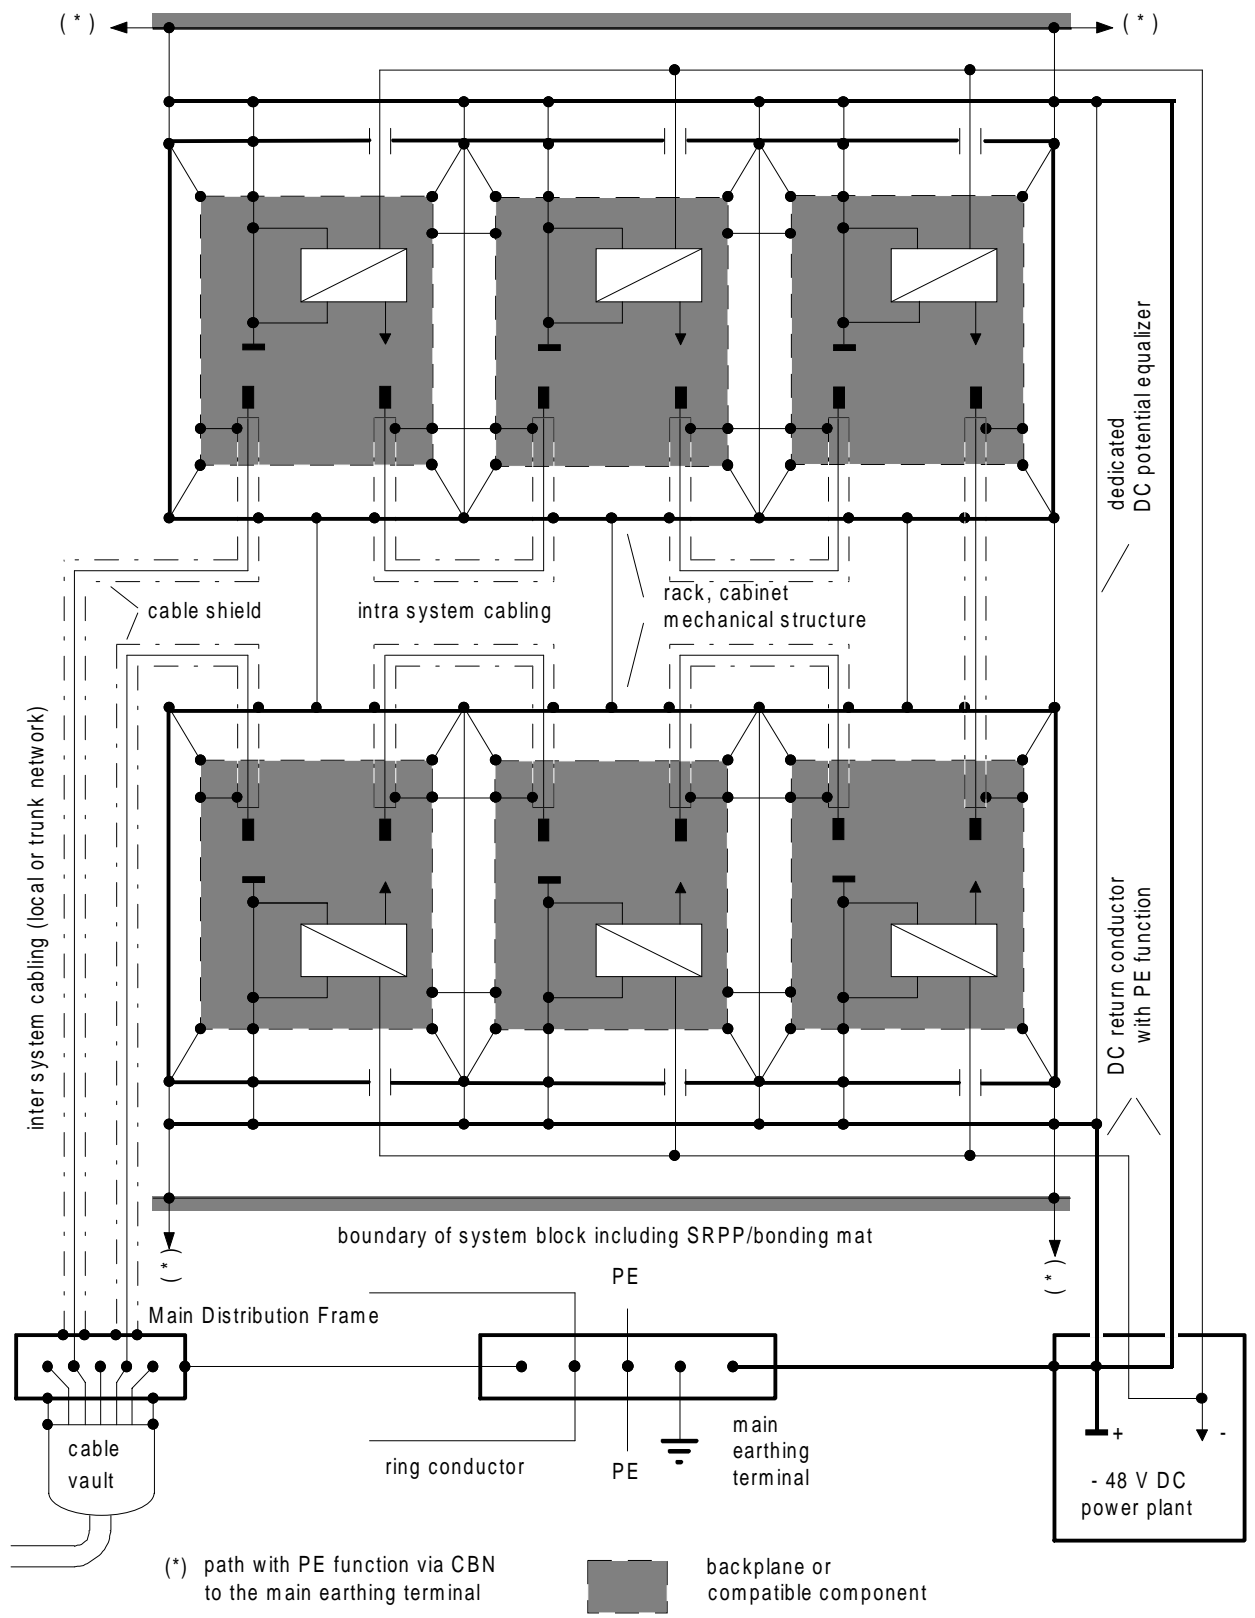 ( * )
( * )
dedicated
DC potential equalizer
cable shield
intra system cabling
rack, cabinet
mechanical structure
inter system cabling (local or trunk network)
DC return conductor
with PE function
boundary of system block including SRPP/bonding mat
( * )
( * )
PE
Main Distribution Frame
cable
vault
ring conductor
PE
main
earthing
terminal
+
-
- 48 V DC
power plant
(*) path with PE function via CBN
to the main earthing terminal
backplane or
compatible component